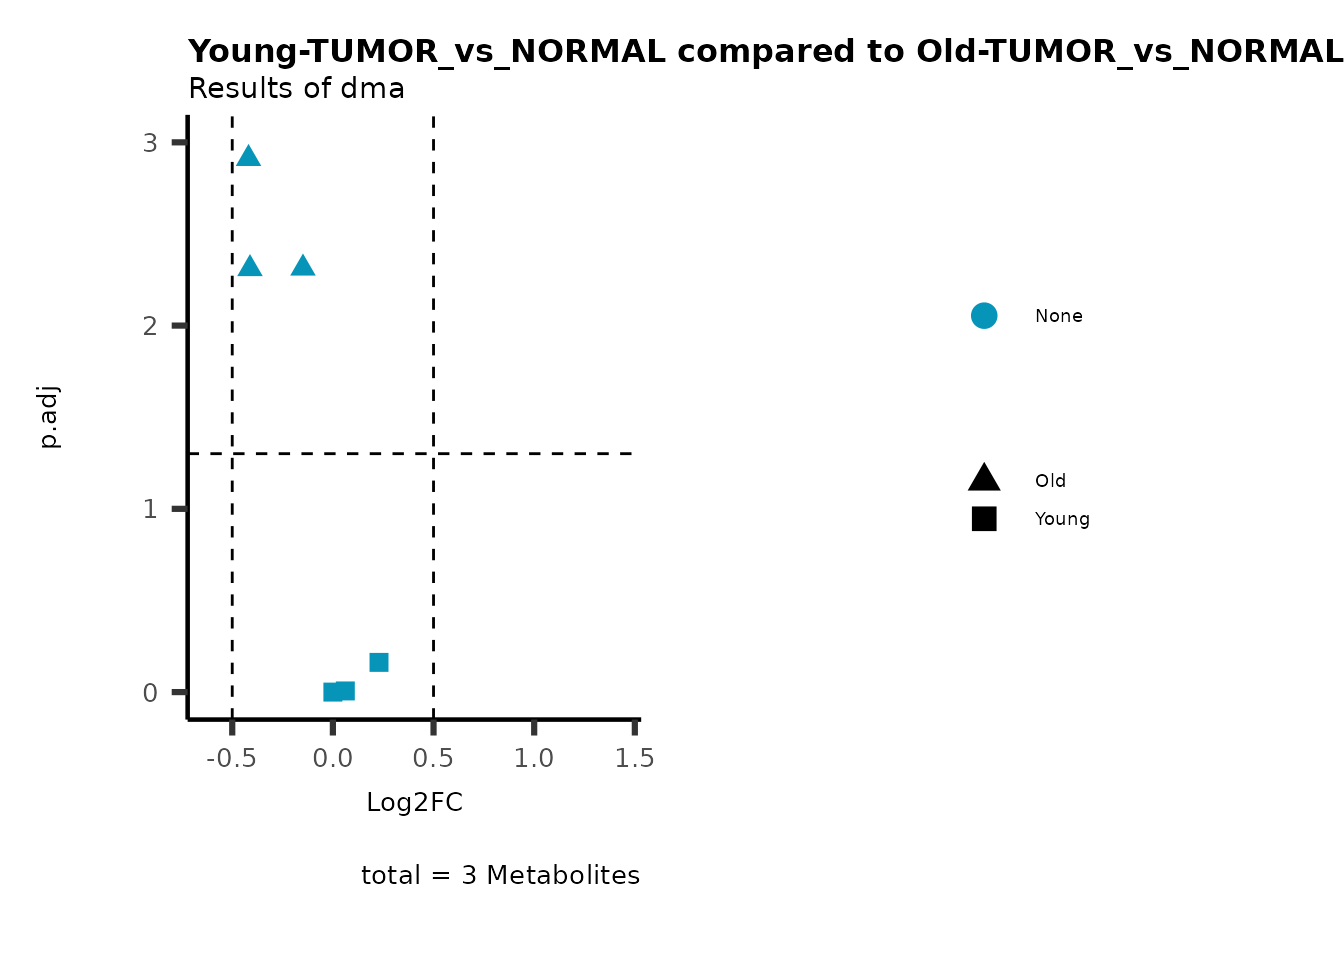 Young-TUMOR_vs_NORMAL compared to Old-TUMOR_vs_NORMAL
Results of dma
3
2
1
0
p.adj
-0.5 0.0 0.5 1.0 1.5
Log2FC
total = 3 Metabolites
None
Old
Young